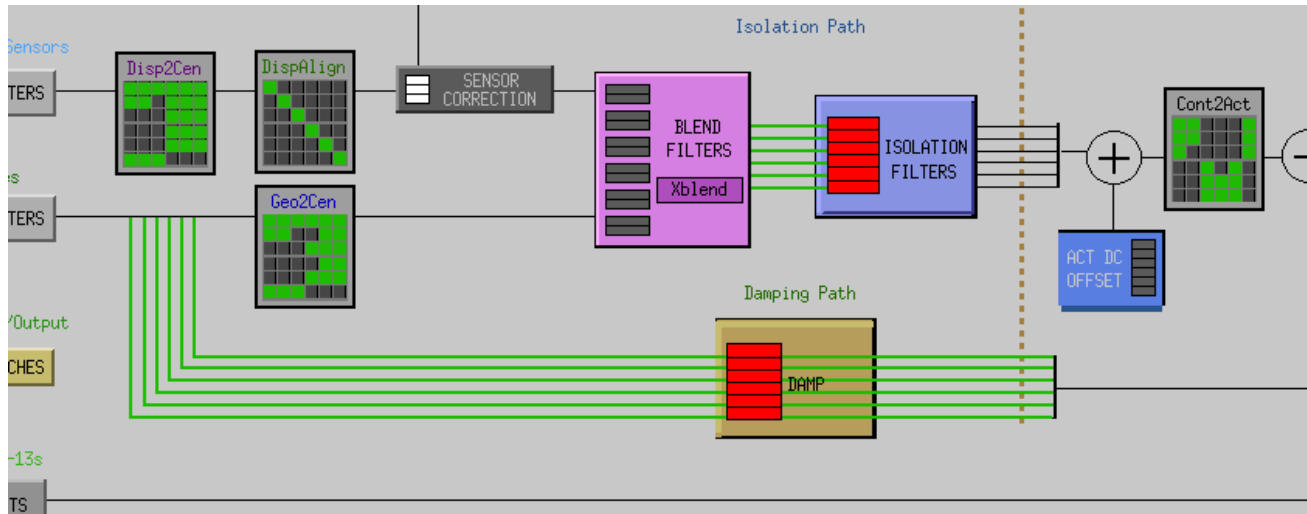 Isolation Path
Sensors
Disp2Cen
DispAlign
TERS
SENSOR
CORRECTION
BLEND
FILTERS
Xblend
ISOLATION
FILTERS
Cont2Act
es
TERS
Geo2Cen
ACT DC
OFFSET
Damping Path
/Output
CHES
DAMP
-13s
TS